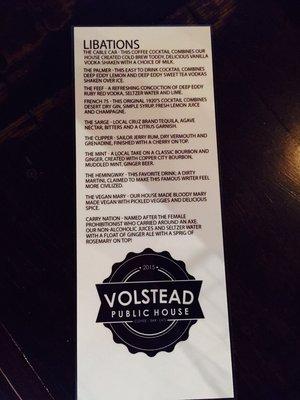 LIBATIONS
THE CABLE CAR - THIS COFFEE COCKTAIL COMBINES OUR
HOUSE CREATED COLD BREW TODDY, DELICIOUS VANILLA
VODKA SHAKEN WITH A CHOICE OF MILK.
THE PALMER - THIS EASY TO DRINK COCKTAIL COMBINES
DEEP EDDY LEMON AND DEEP EDDY SWEET TEA VODKAS
SHAKEN OVER ICE.
THE FEEF - A REFRESHING CONCOCTION OF DEEP EDDY
RUBY RED VODKA, SELTZER WATER AND LIME.
FRENCH 75 - THIS ORIGINAL 1920'S COCKTAIL COMBINES
DESERT DRY GIN, SIMPLE SYRUP, FRESH LEMON JUICE
AND CHAMPAGNE.
THE SARGE - LOCAL CRUZ BRAND TEQUILA, AGAVE
NECTAR, BITTERS AND A CITRUS GARNISH.
THE CLIPPER - SAILOR JERRY RUM, DRY VERMOUTH AND
GRENADINE, FINISHED WITH A CHERRY ON TOP.
THE MINT - A LOCAL TAKE ON A CLASSIC BOURBON AND
GINGER, CREATED WITH COPPER CITY BOURBON,
MUDDLED MINT, GINGER BEER.
THE HEMINGWAY - THIS FAVORITE DRINK; A DIRTY
MARTINI, CLAIMED TO MAKE THIS FAMOUS WRITER FEEL
MORE CIVILIZED.
THE VEGAN MARY - OUR HOUSE MADE BLOODY MARY
MADE VEGAN WITH PICKLED VEGGIES AND DELICIOUS
SPICE.
CARRY NATION - NAMED AFTER THE FEMALE
PROHIBITIONIST WHO CARRIED AROUND AN AXE.
OUR NON-ALCOHOLIC JUICES AND SELTZER WATER
WITH A FLOAT OF GINGER ALE WITH A SPRIG OF
ROSEMARY ON TOP!
2015
VOLSTEAD
PUBLIC HOUSE
COFFEE · BAR · EATS